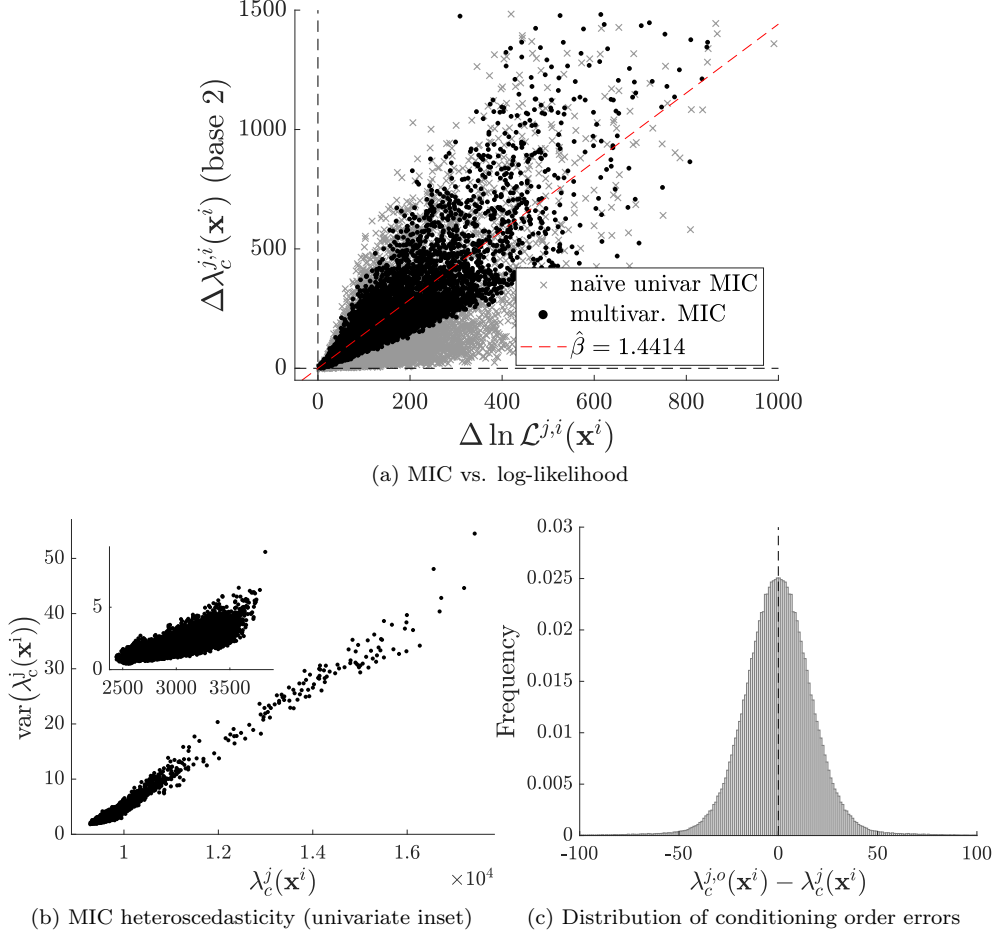 1500
1000
500
0
Δλ_c^{j,i}(x^i) (base 2)
naïve univar MIC
multivar. MIC
β̂ = 1.4414
0 200 400 600 800 1000
Δ ln ℒ^{j,i}(x^i)
(a) MIC vs. log-likelihood
50
40
30
20
10
0
var(λ_c^j(x^i))
5
0
2500 3000 3500
1 1.2 1.4 1.6
×10^4
λ_c^j(x^i)
(b) MIC heteroscedasticity (univariate inset)
0.03
0.025
0.02
0.015
0.01
0.005
0
Frequency
-100 -50 0 50 100
λ_c^{j,o}(x^i) − λ_c^j(x^i)
(c) Distribution of conditioning order errors